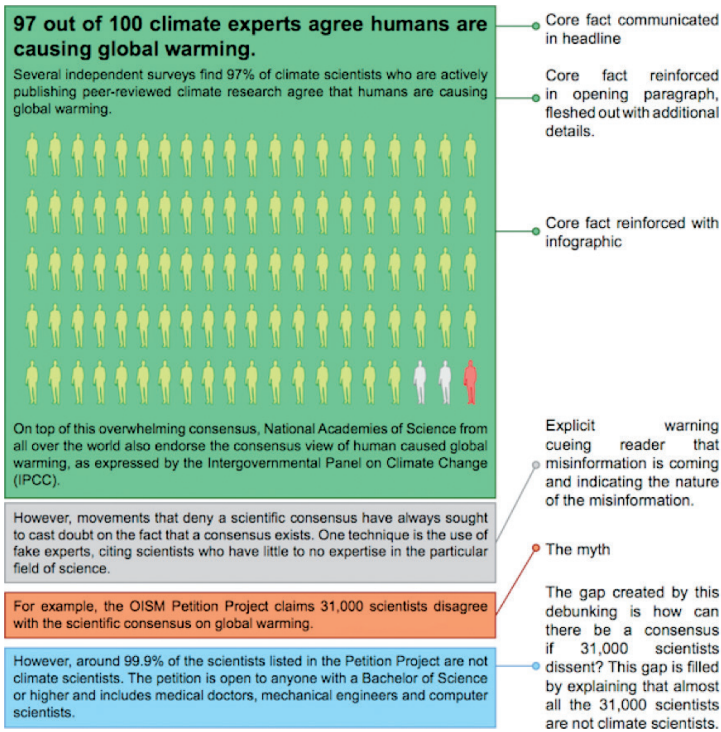 97 out of 100 climate experts agree humans are
causing global warming.
Several independent surveys find 97% of climate scientists who are actively
publishing peer-reviewed climate research agree that humans are causing
global warming.
On top of this overwhelming consensus, National Academies of Science from
all over the world also endorse the consensus view of human caused global
warming, as expressed by the Intergovernmental Panel on Climate Change
(IPCC).
However, movements that deny a scientific consensus have always sought
to cast doubt on the fact that a consensus exists. One technique is the use of
fake experts, citing scientists who have little to no expertise in the particular
field of science.
For example, the OISM Petition Project claims 31,000 scientists disagree
with the scientific consensus on global warming.
However, around 99.9% of the scientists listed in the Petition Project are not
climate scientists. The petition is open to anyone with a Bachelor of Science
or higher and includes medical doctors, mechanical engineers and computer
scientists.
Core fact communicated
in headline
Core fact reinforced
in opening paragraph,
fleshed out with additional
details.
Core fact reinforced with
infographic
Explicit warning
cueing reader that
misinformation is coming
and indicating the nature
of the misinformation.
The myth
The gap created by this
debunking is how can
there be a consensus
if 31,000 scientists
dissent? This gap is filled
by explaining that almost
all the 31,000 scientists
are not climate scientists.